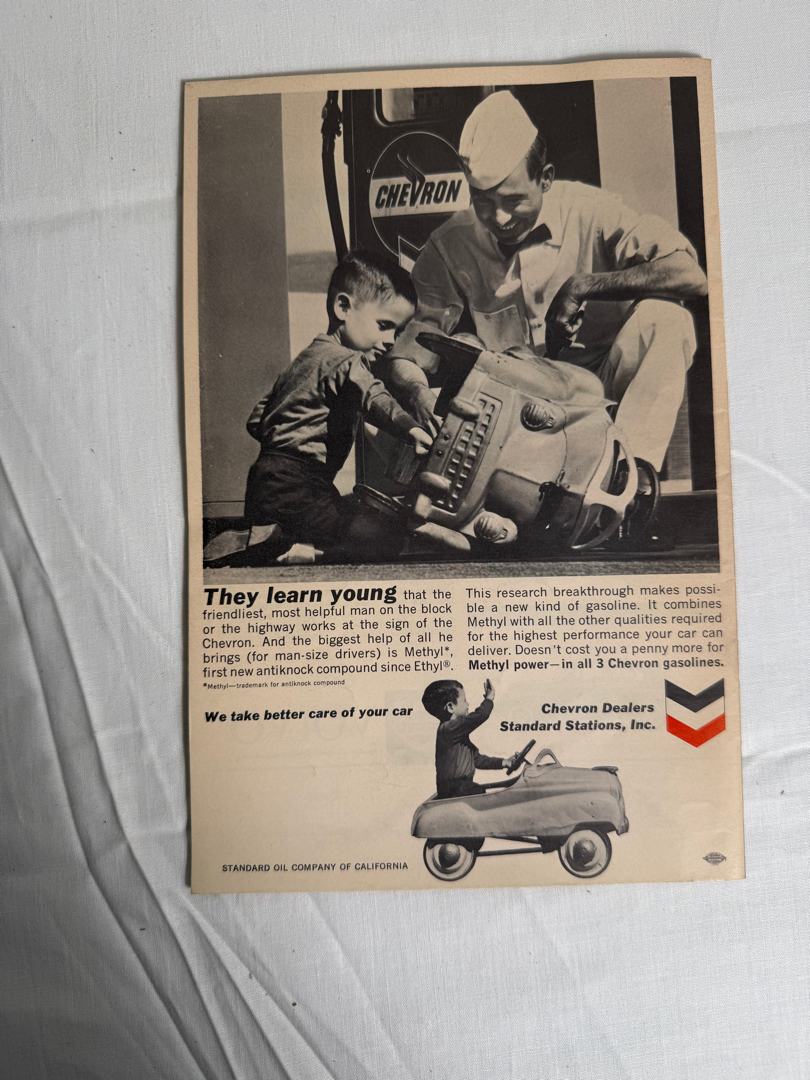 CHEVRON
They learn young that the
friendliest, most helpful man on the block
or the highway works at the sign of the
Chevron. And the biggest help of all he
brings (for man-size drivers) is Methyl*,
first new antiknock compound since Ethyl®.
*Methyl—trademark for antiknock compound
This research breakthrough makes possi-
ble a new kind of gasoline. It combines
Methyl with all the other qualities required
for the highest performance your car can
deliver. Doesn't cost you a penny more for
Methyl power—in all 3 Chevron gasolines.
We take better care of your car
Chevron Dealers
Standard Stations, Inc.
STANDARD OIL COMPANY OF CALIFORNIA